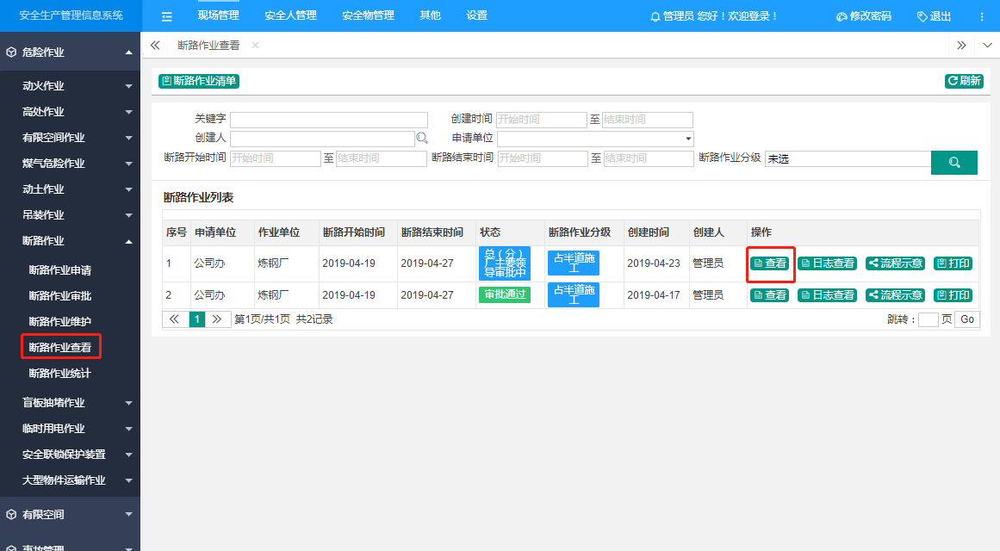 安全生产管理信息系统 现场管理 安全人管理 安全物管理 其他 设置 管理员 您好！欢迎登录！ 修改密码 退出
危险作业
动火作业
高处作业
有限空间作业
煤气危险作业
动土作业
吊装作业
断路作业
断路作业申请
断路作业审批
断路作业维护
断路作业查看
断路作业统计
盲板抽堵作业
临时用电作业
安全联锁保护装置
大型物件运输作业
有限空间
事故管理
断路作业查看
断路作业清单 刷新
关键字 创建时间 开始时间 至 结束时间
创建人 申请单位
断路开始时间 开始时间 至 结束时间 断路结束时间 开始时间 至 结束时间 断路作业分级 未选
断路作业列表
序号 申请单位 作业单位 断路开始时间 断路结束时间 状态 断路作业分级 创建时间 创建人 操作
1 公司办 炼钢厂 2019-04-19 2019-04-27 总（分）厂主要领导审批中 占半道施工 2019-04-23 管理员 查看 日志查看 流程示意 打印
2 公司办 炼钢厂 2019-04-19 2019-04-27 审批通过 占半道施工 2019-04-17 管理员 查看 日志查看 流程示意 打印
1 第1页/共1页 共2记录 跳转： 页 Go